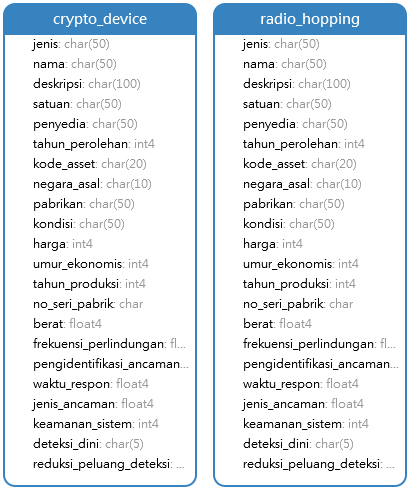 crypto_device
jenis: char(50)
nama: char(50)
deskripsi: char(100)
satuan: char(50)
penyedia: char(50)
tahun_perolehan: int4
kode_asset: char(20)
negara_asal: char(10)
pabrikan: char(50)
kondisi: char(50)
harga: int4
umur_ekonomis: int4
tahun_produksi: int4
no_seri_pabrik: char
berat: float4
frekuensi_perlindungan: fl...
pengidentifikasi_ancaman...
waktu_respon: float4
jenis_ancaman: float4
keamanan_sistem: int4
deteksi_dini: char(5)
reduksi_peluang_deteksi: ...
radio_hopping
jenis: char(50)
nama: char(50)
deskripsi: char(100)
satuan: char(50)
penyedia: char(50)
tahun_perolehan: int4
kode_asset: char(20)
negara_asal: char(10)
pabrikan: char(50)
kondisi: char(50)
harga: int4
umur_ekonomis: int4
tahun_produksi: int4
no_seri_pabrik: char
berat: float4
frekuensi_perlindungan: fl...
pengidentifikasi_ancaman...
waktu_respon: float4
jenis_ancaman: float4
keamanan_sistem: int4
deteksi_dini: char(5)
reduksi_peluang_deteksi: ...